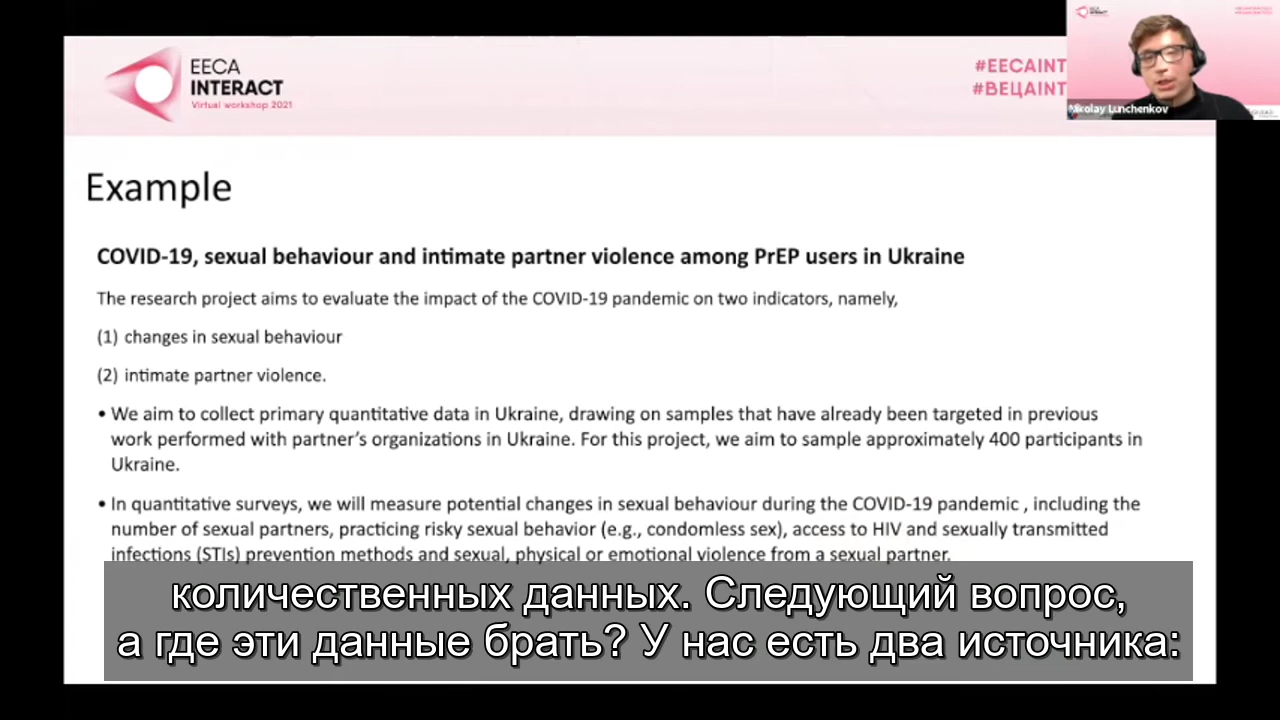 EECA
INTERACT
Virtual workshop 2021
#EECAINT
#ВЕЦАINT
Nikolay Lunchenkov
Example
COVID-19, sexual behaviour and intimate partner violence among PrEP users in Ukraine
The research project aims to evaluate the impact of the COVID-19 pandemic on two indicators, namely,
(1) changes in sexual behaviour
(2) intimate partner violence.
• We aim to collect primary quantitative data in Ukraine, drawing on samples that have already been targeted in previous
work performed with partner's organizations in Ukraine. For this project, we aim to sample approximately 400 participants in
Ukraine.
• In quantitative surveys, we will measure potential changes in sexual behaviour during the COVID-19 pandemic , including the
number of sexual partners, practicing risky sexual behavior (e.g., condomless sex), access to HIV and sexually transmitted
infections (STIs) prevention methods and sexual, physical or emotional violence from a sexual partner.
количественных данных. Следующий вопрос,
а где эти данные брать? У нас есть два источника: